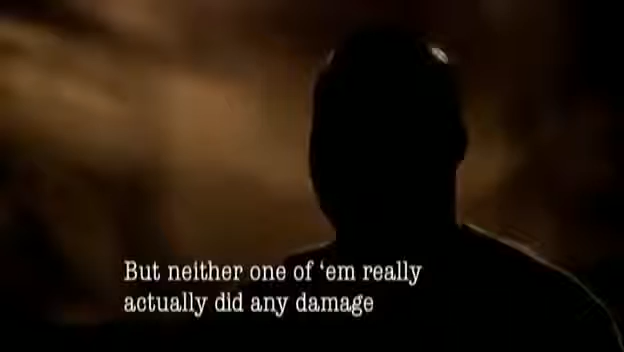 But neither one of ‘em really
actually did any damage